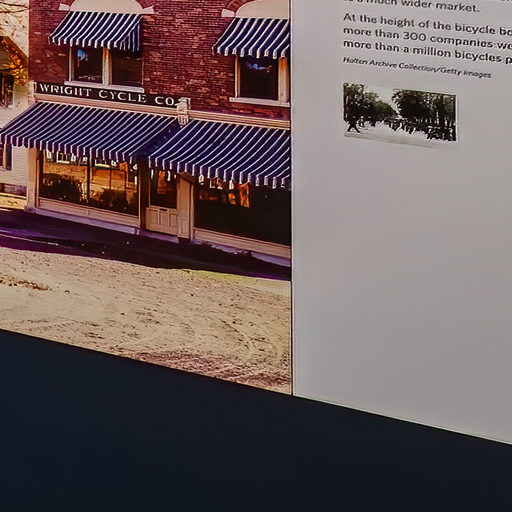 WRIGHT CYCLE CO.
to a much wider market.
At the height of the bicycle bo
more than 300 companies we
more than a million bicycles p
Hulton Archive Collection/Getty Images